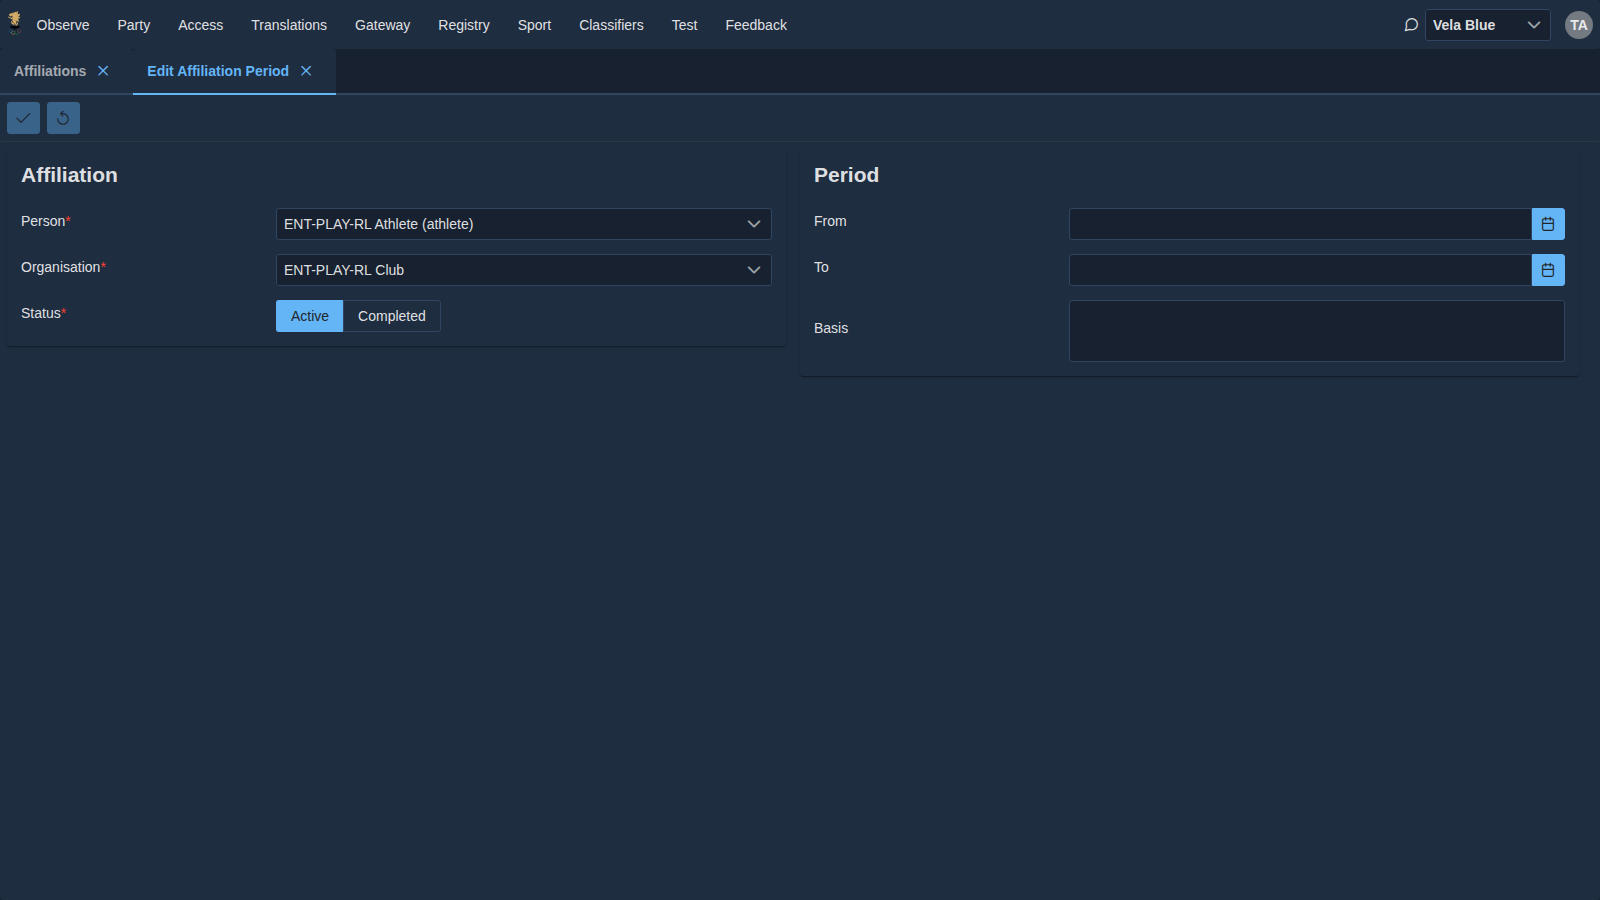 Observe Party Access Translations Gateway Registry Sport Classifiers Test Feedback Vela Blue TA
Affiliations Edit Affiliation Period
Affiliation
Person*
ENT-PLAY-RL Athlete (athlete)
Organisation*
ENT-PLAY-RL Club
Status*
Active Completed
Period
From
To
Basis